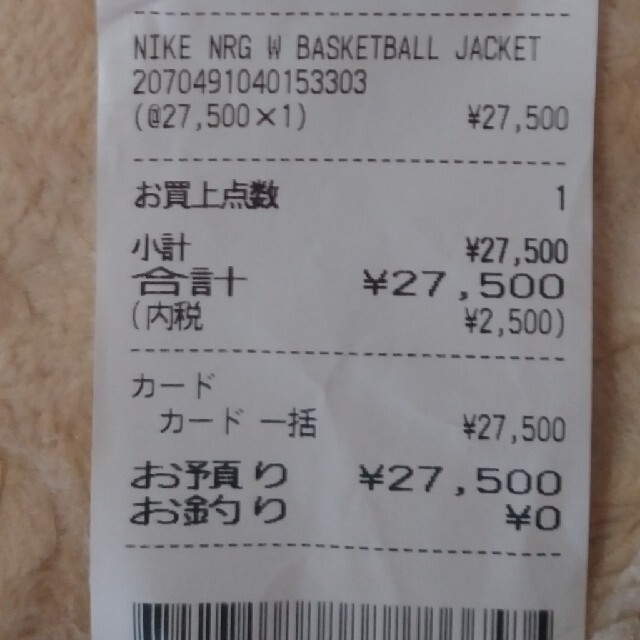 NIKE NRG W BASKETBALL JACKET
2070491040153303
(@27,500×1) ¥27,500
お買上点数 1
小計 ¥27,500
合計 ¥27,500
(内税 ¥2,500)
カード
カード 一括 ¥27,500
お預り ¥27,500
お釣り ¥0